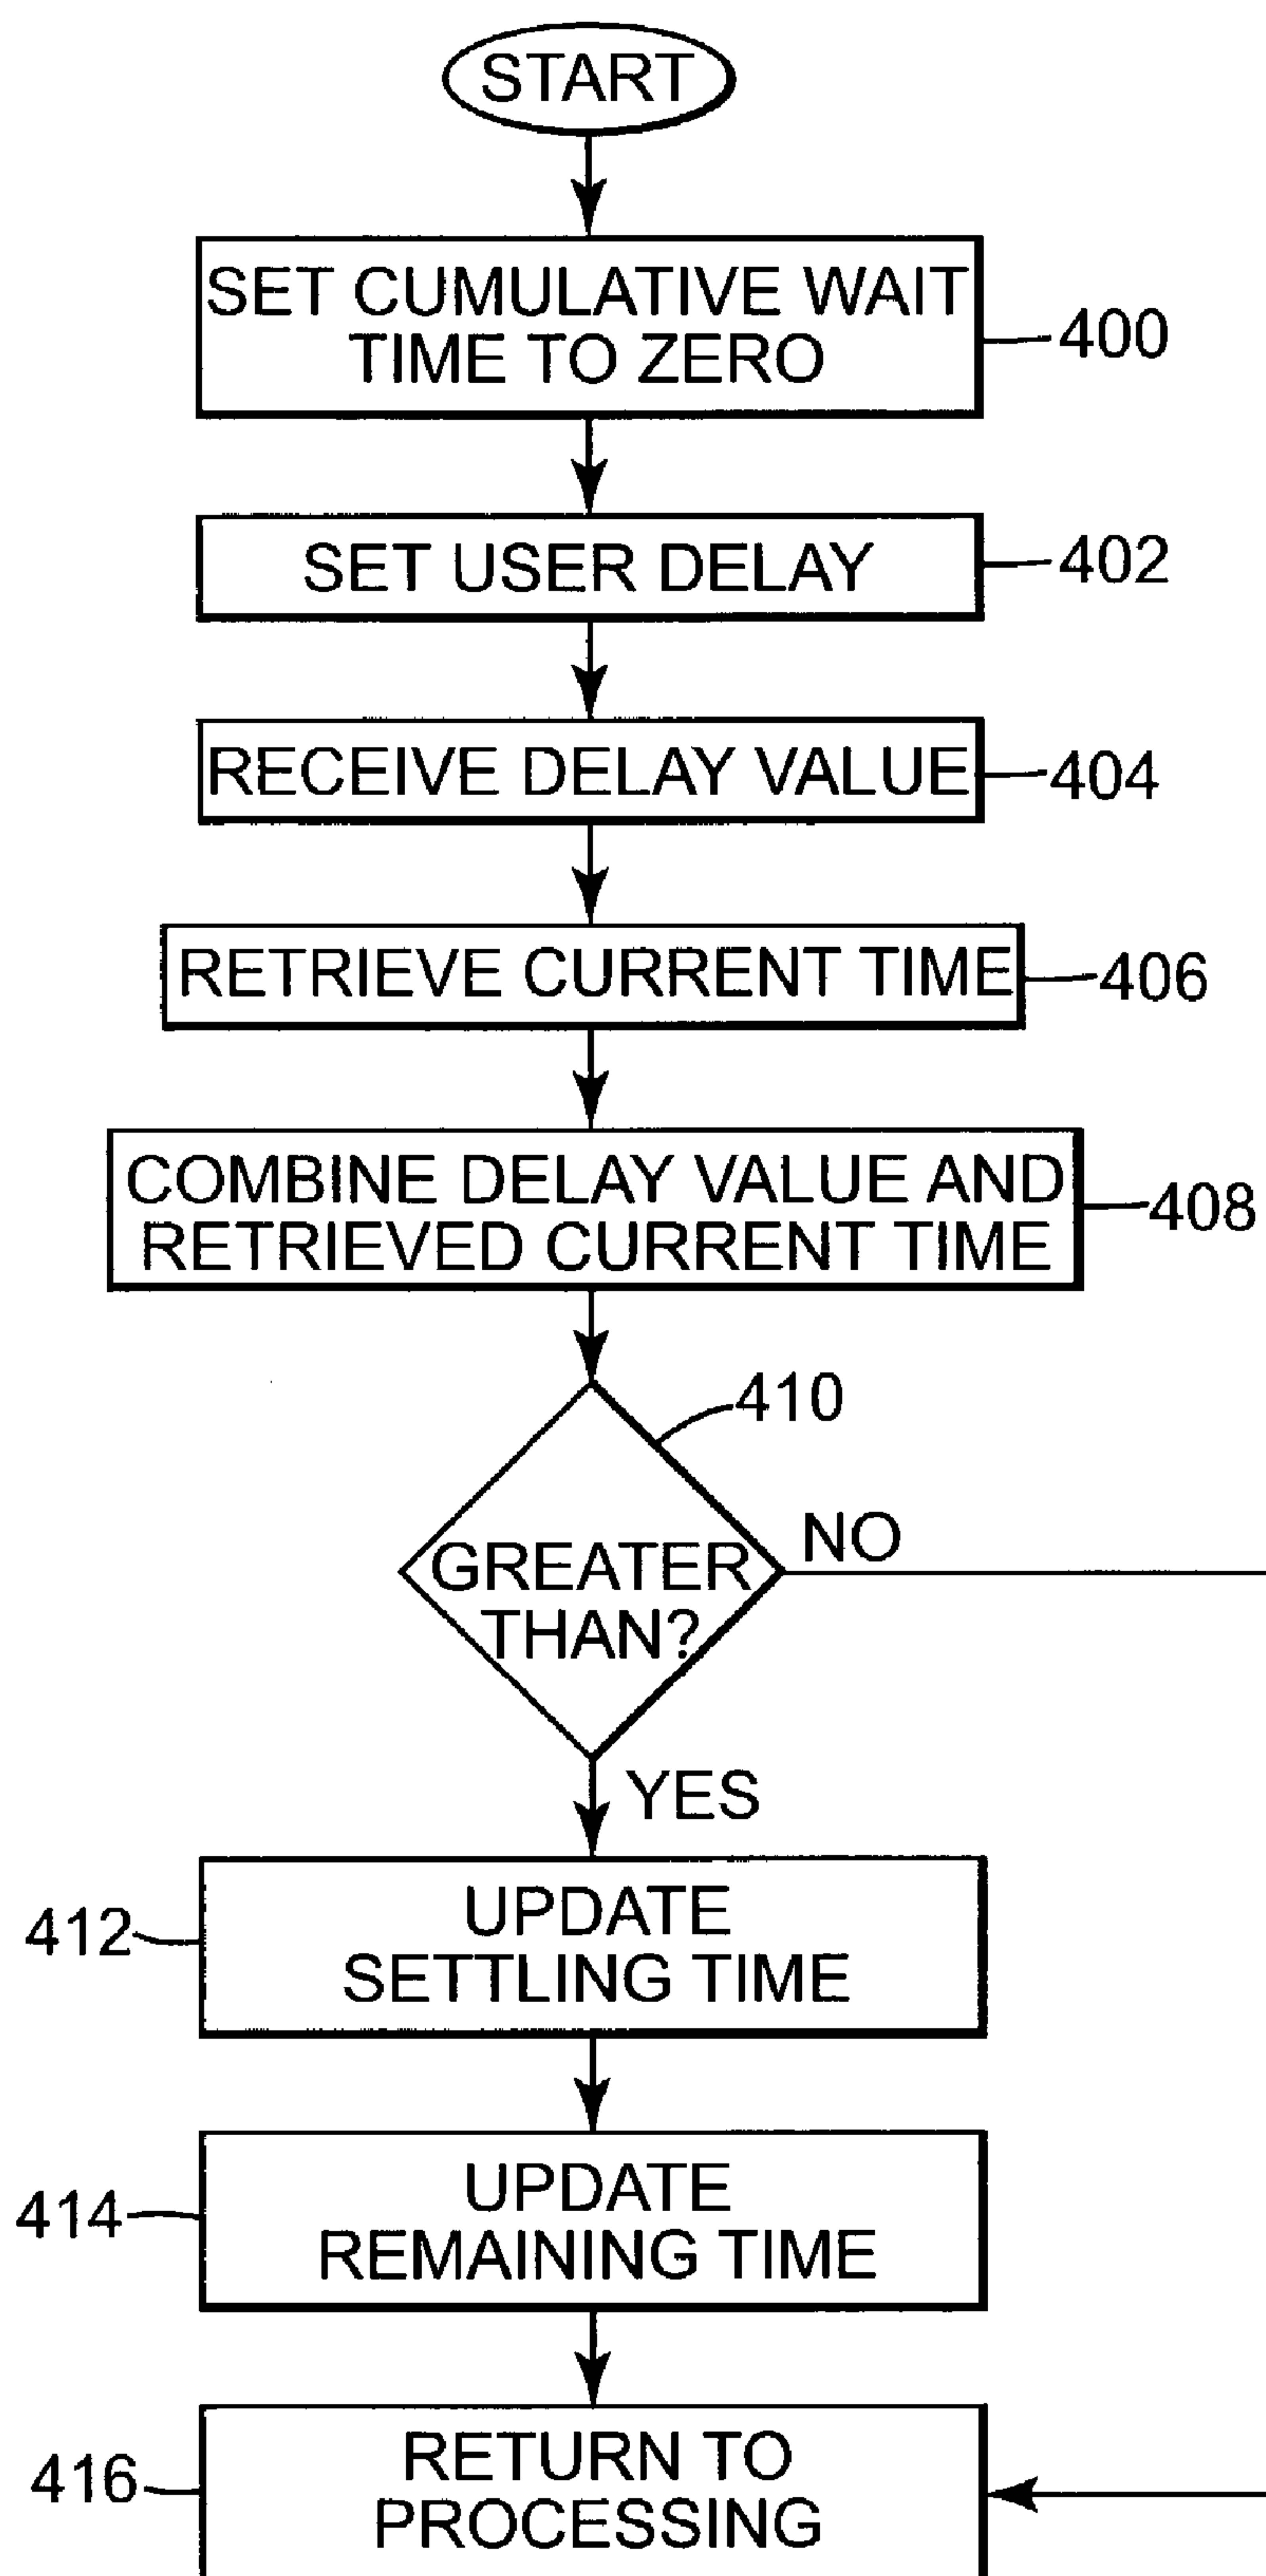 START
SET CUMULATIVE WAIT
TIME TO ZERO
400
SET USER DELAY
402
RECEIVE DELAY VALUE
404
RETRIEVE CURRENT TIME
406
COMBINE DELAY VALUE AND
RETRIEVED CURRENT TIME
408
410
GREATER
THAN?
NO
YES
412
UPDATE
SETTLING TIME
414
UPDATE
REMAINING TIME
416
RETURN TO
PROCESSING